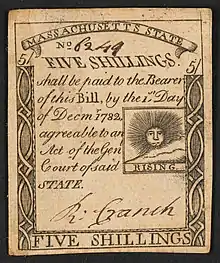 MASSACHUSETTS STATE
No 6249
5/ FIVE SHILLINGS. 5/
shall be paid to the Bearer
of this Bill, by the 1st Day
of Decm 1782,
agreeable to an
Act of the Gen
Court of said
STATE.
RISING
R: Cranch
FIVE SHILLINGS